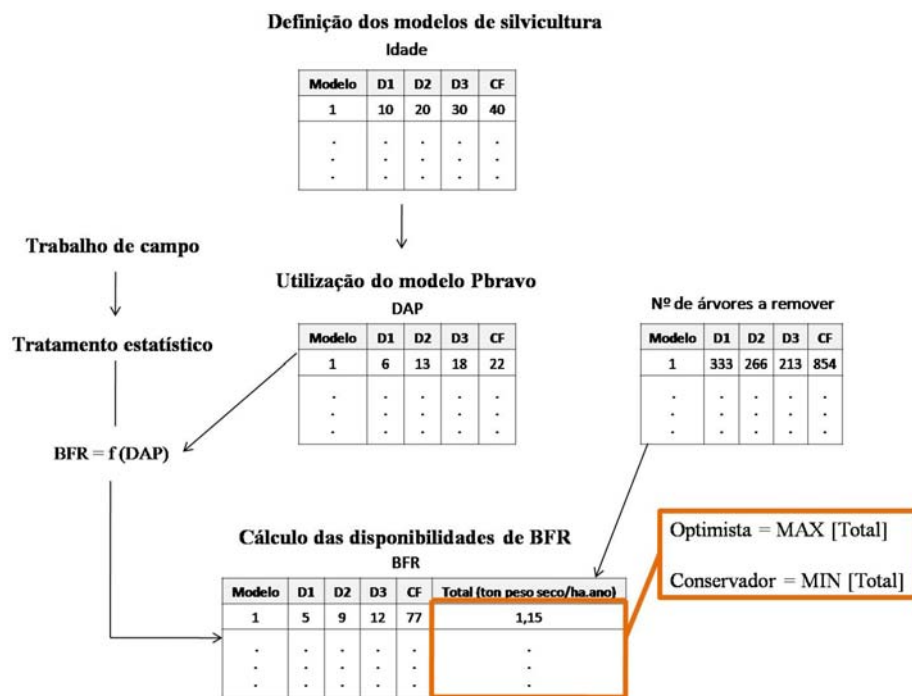 Definição dos modelos de silvicultura
Idade
Modelo D1 D2 D3 CF
1 10 20 30 40
. . . . .
. . . . .
. . . . .
Trabalho de campo
Tratamento estatístico
BFR = f (DAP)
Utilização do modelo Pbravo
DAP
Modelo D1 D2 D3 CF
1 6 13 18 22
. . . . .
. . . . .
. . . . .
Nº de árvores a remover
Modelo D1 D2 D3 CF
1 333 266 213 854
. . . . .
. . . . .
. . . . .
Cálculo das disponibilidades de BFR
BFR
Modelo D1 D2 D3 CF Total (ton peso seco/ha.ano)
1 5 9 12 77 1,15
. . . . . .
. . . . . .
. . . . . .
Optimista = MAX [Total]
Conservador = MIN [Total]